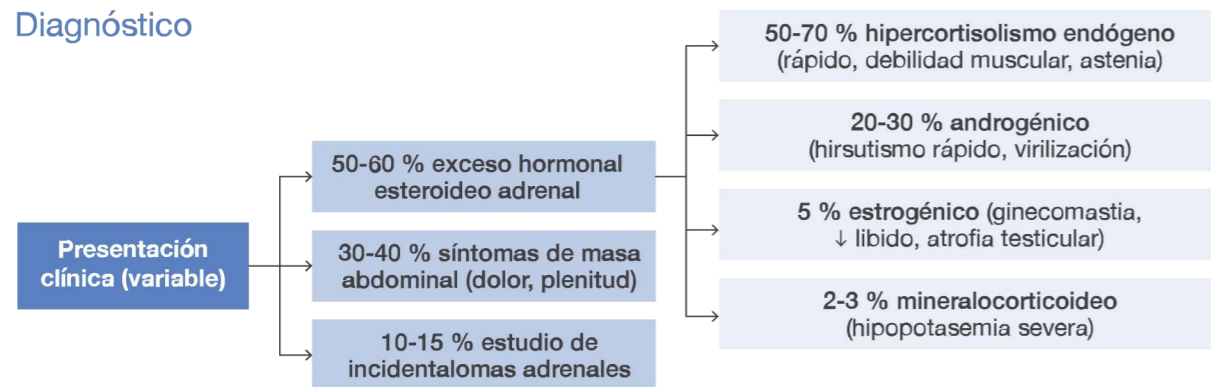 Diagnóstico
Presentación
clínica (variable)
50-60 % exceso hormonal
esteroideo adrenal
30-40 % síntomas de masa
abdominal (dolor, plenitud)
10-15 % estudio de
incidentalomas adrenales
50-70 % hipercortisolismo endógeno
(rápido, debilidad muscular, astenia)
20-30 % androgénico
(hirsutismo rápido, virilización)
5 % estrogénico (ginecomastia,
↓ libido, atrofia testicular)
2-3 % mineralocorticoideo
(hipopotasemia severa)